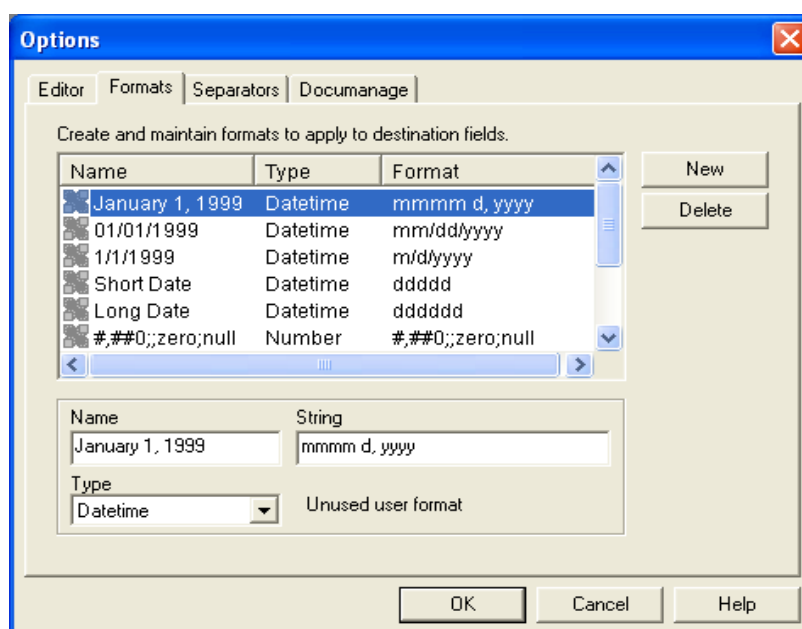 Options
Editor Formats Separators Documanage
Create and maintain formats to apply to destination fields.
Name Type Format
January 1, 1999 Datetime mmmm d, yyyy
01/01/1999 Datetime mm/dd/yyyy
1/1/1999 Datetime m/d/yyyy
Short Date Datetime ddddd
Long Date Datetime dddddd
#,##0;;zero;null Number #,##0;;zero;null
New
Delete
Name String
January 1, 1999 mmmm d, yyyy
Type
Datetime Unused user format
OK Cancel Help